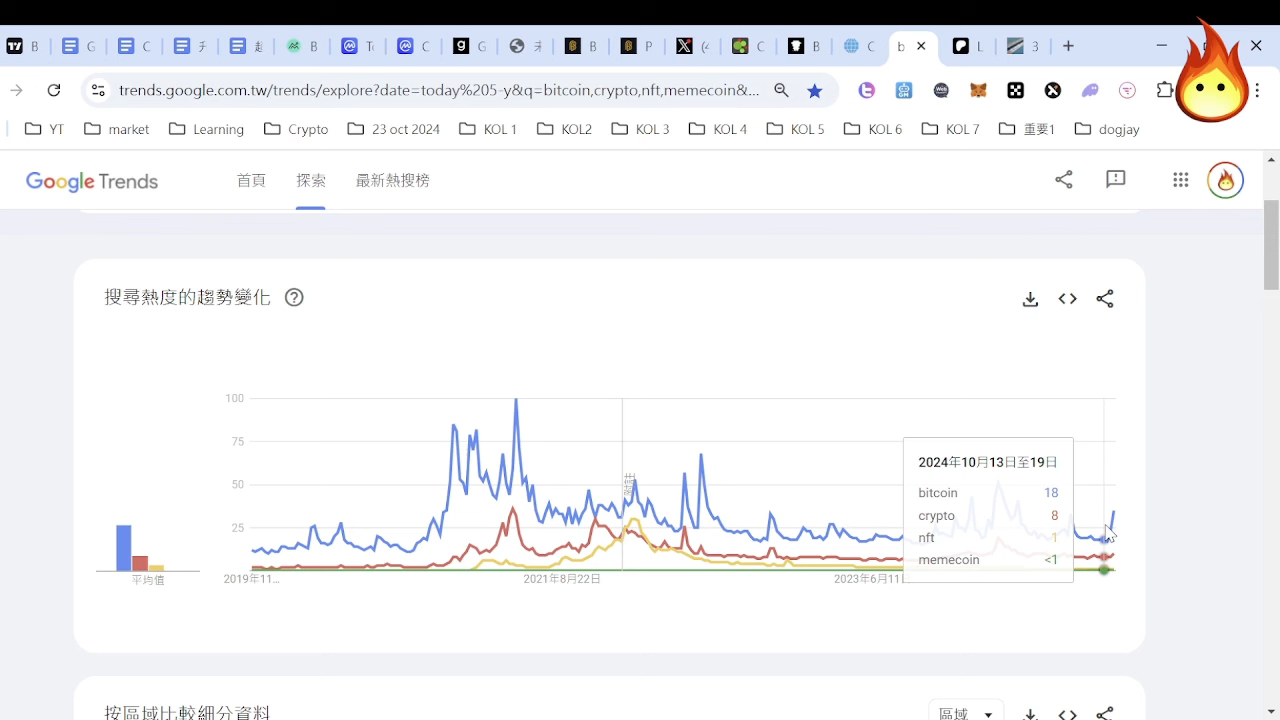 B
G
C
チ
走
B
T
C
g
G
B
P
X
(4
C
B
C
b
L
3
trends.google.com.tw/trends/explore?date=today%205-y&q=bitcoin,crypto,nft,memecoin&...
YT
market
Learning
Crypto
23 oct 2024
KOL 1
KOL2
KOL 3
KOL 4
KOL 5
KOL 6
KOL 7
重要1
dogjay
Google Trends
首頁
探索
最新熱搜榜
搜尋熱度的趨勢變化
100
75
50
25
附註
平均值
2019年11...
2021年8月22日
2023年6月11
2024年10月13日至19日
bitcoin 18
crypto 8
nft 1
memecoin <1
按區域比較細分資料
區域